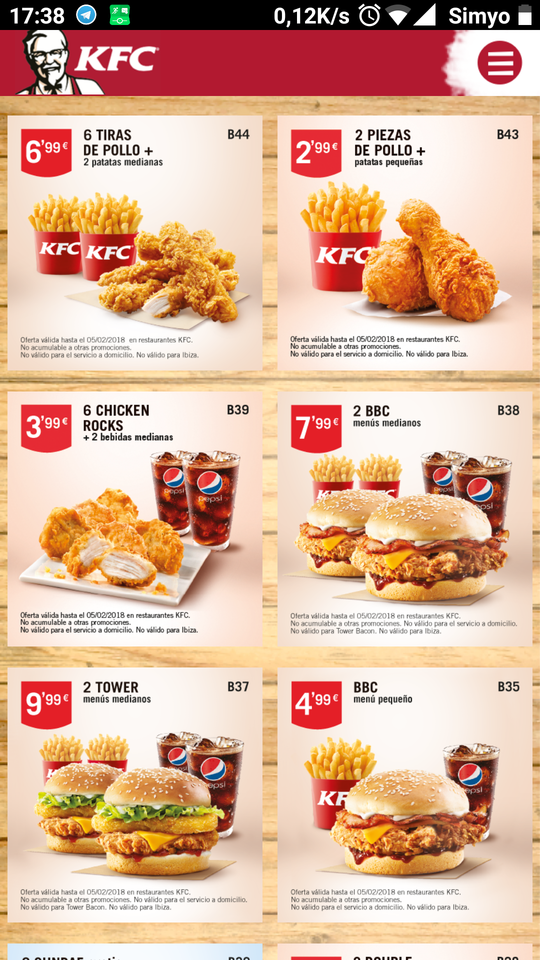 17:38
0,12K/s
Simyo
KFC
6'99€
6 TIRAS
DE POLLO +
2 patatas medianas
B44
KFC
KFC
Oferta válida hasta el 05/02/2018 en restaurantes KFC.
No acumulable a otras promociones.
No válido para el servicio a domicilio. No válido para Ibiza.
2'99€
2 PIEZAS
DE POLLO +
patatas pequeñas
B43
KFC
Oferta válida hasta el 05/02/2018 en restaurantes KFC.
No acumulable a otras promociones.
No válido para el servicio a domicilio. No válido para Ibiza.
3'99€
6 CHICKEN
ROCKS
+ 2 bebidas medianas
B39
pepsi
Oferta válida hasta el 05/02/2018 en restaurantes KFC.
No acumulable a otras promociones.
No válido para el servicio a domicilio. No válido para Ibiza.
7'99€
2 BBC
menús medianos
B38
pepsi
Oferta válida hasta el 05/02/2018 en restaurantes KFC.
No acumulable a otras promociones. No válido para el servicio a domicilio.
No válido para Tower Bacon. No válido para Ibiza.
9'99€
2 TOWER
menús medianos
B37
pepsi
Oferta válida hasta el 05/02/2018 en restaurantes KFC.
No acumulable a otras promociones. No válido para el servicio a domicilio.
No válido para Tower Bacon. No válido para Ibiza.
4'99€
BBC
menú pequeño
B35
pepsi
Oferta válida hasta el 05/02/2018 en restaurantes KFC.
No acumulable a otras promociones.
No válido para el servicio a domicilio. No válido para Ibiza.